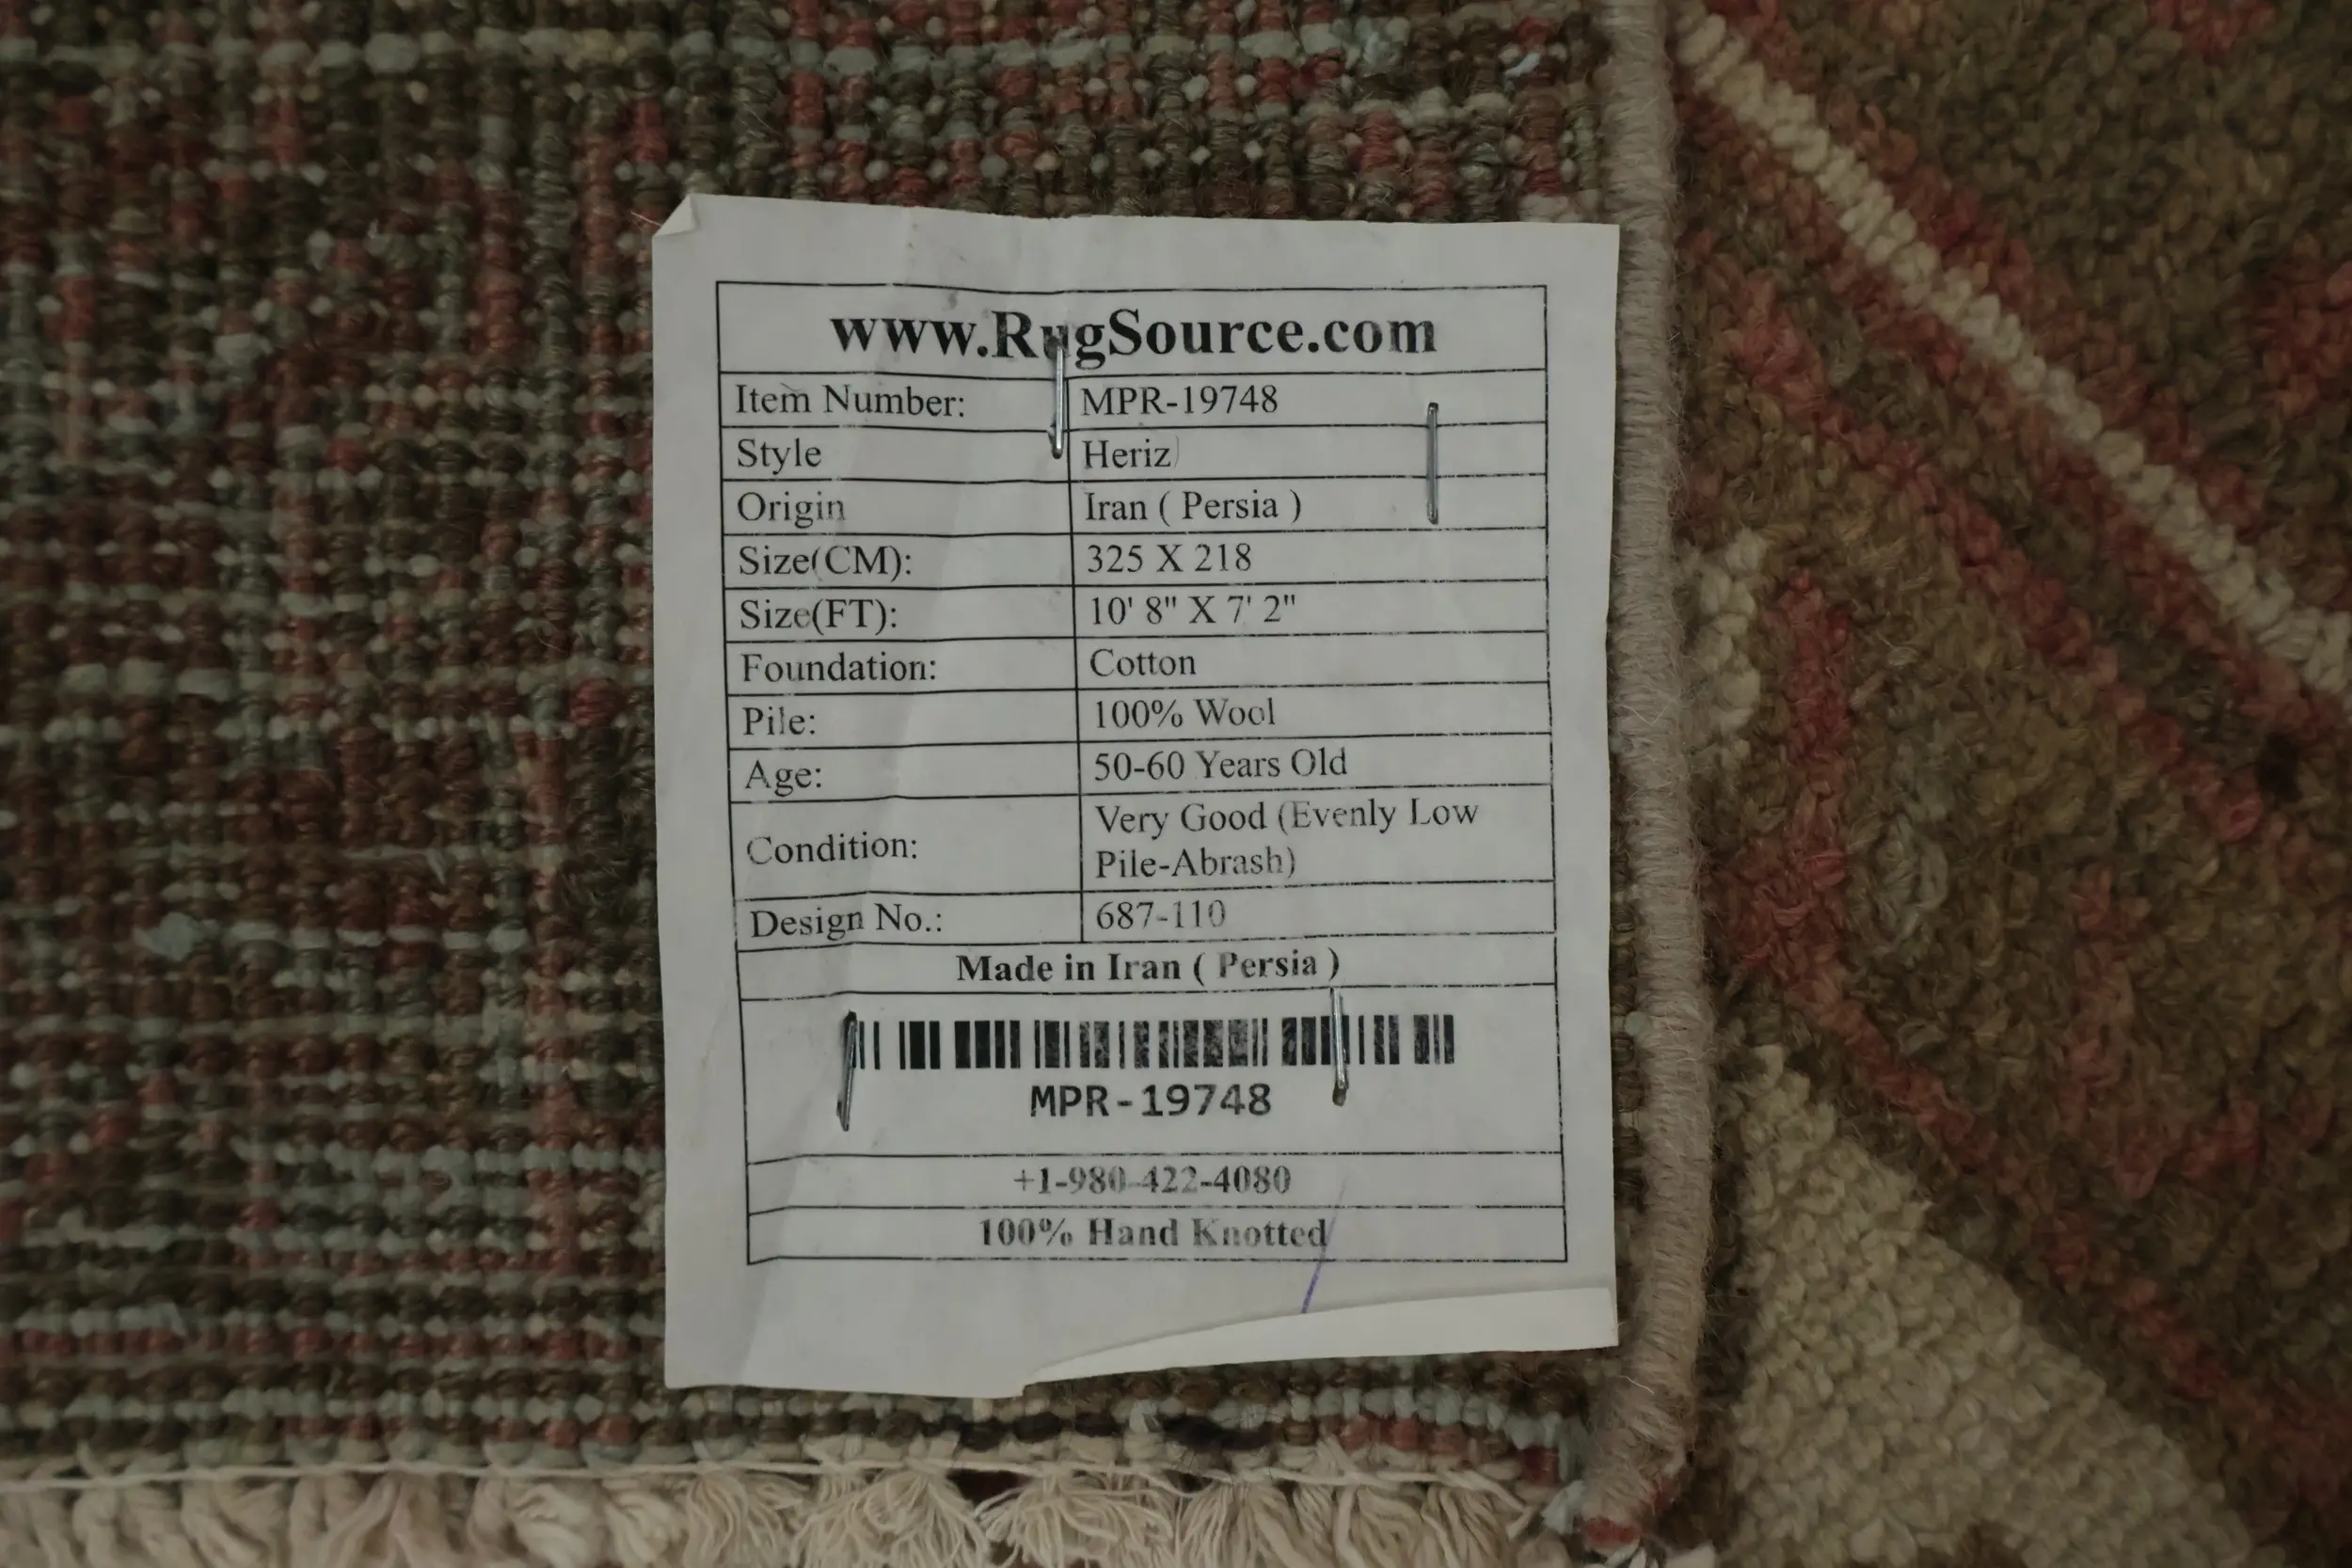 www.RugSource.com
Item Number: MPR-19748
Style Heriz
Origin Iran ( Persia )
Size(CM): 325 X 218
Size(FT): 10' 8" X 7' 2"
Foundation: Cotton
Pile: 100% Wool
Age: 50-60 Years Old
Condition: Very Good (Evenly Low
Pile-Abrash)
Design No.: 687-110
Made in Iran ( Persia )
MPR-19748
+1-980-422-4080
100% Hand Knotted